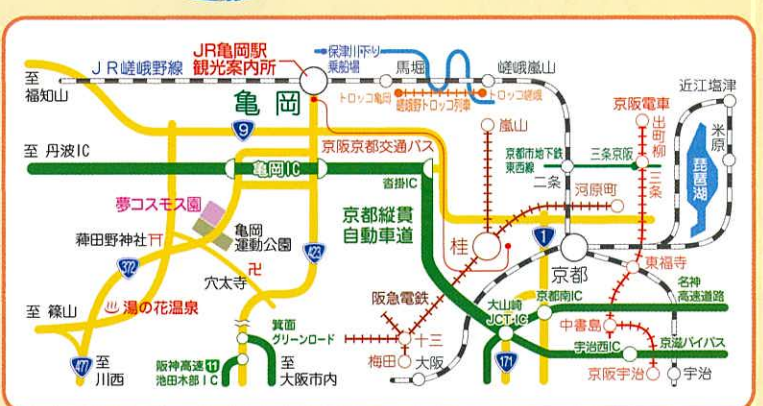 JR亀岡駅
観光案内所
保津川下り
乗船場
馬堀
嵯峨嵐山
近江塩津
至
福知山
JR嵯峨野線
亀岡
トロッコ亀岡
嵯峨野トロッコ列車
トロッコ嵯峨
京阪電車
出町柳
米原
嵐山
9
京阪京都交通バス
京都市地下鉄
東西線
三条京阪
三条
琵琶湖
至 丹波IC
亀岡IC
沓掛IC
二条
河原町
夢コスモス園
亀岡
運動公園
京都縦貫
自動車道
桂
1
京都
薭田野神社
372
穴太寺
423
東福寺
阪急電鉄
大山崎
JCT・IC
京都南IC
名神
高速道路
至 篠山
湯の花温泉
箕面
グリーンロード
十三
中書島
宇治西IC
京滋バイパス
477
至
川西
阪神高速11
池田木部IC
至
大阪市内
梅田
大阪
171
京阪宇治
宇治